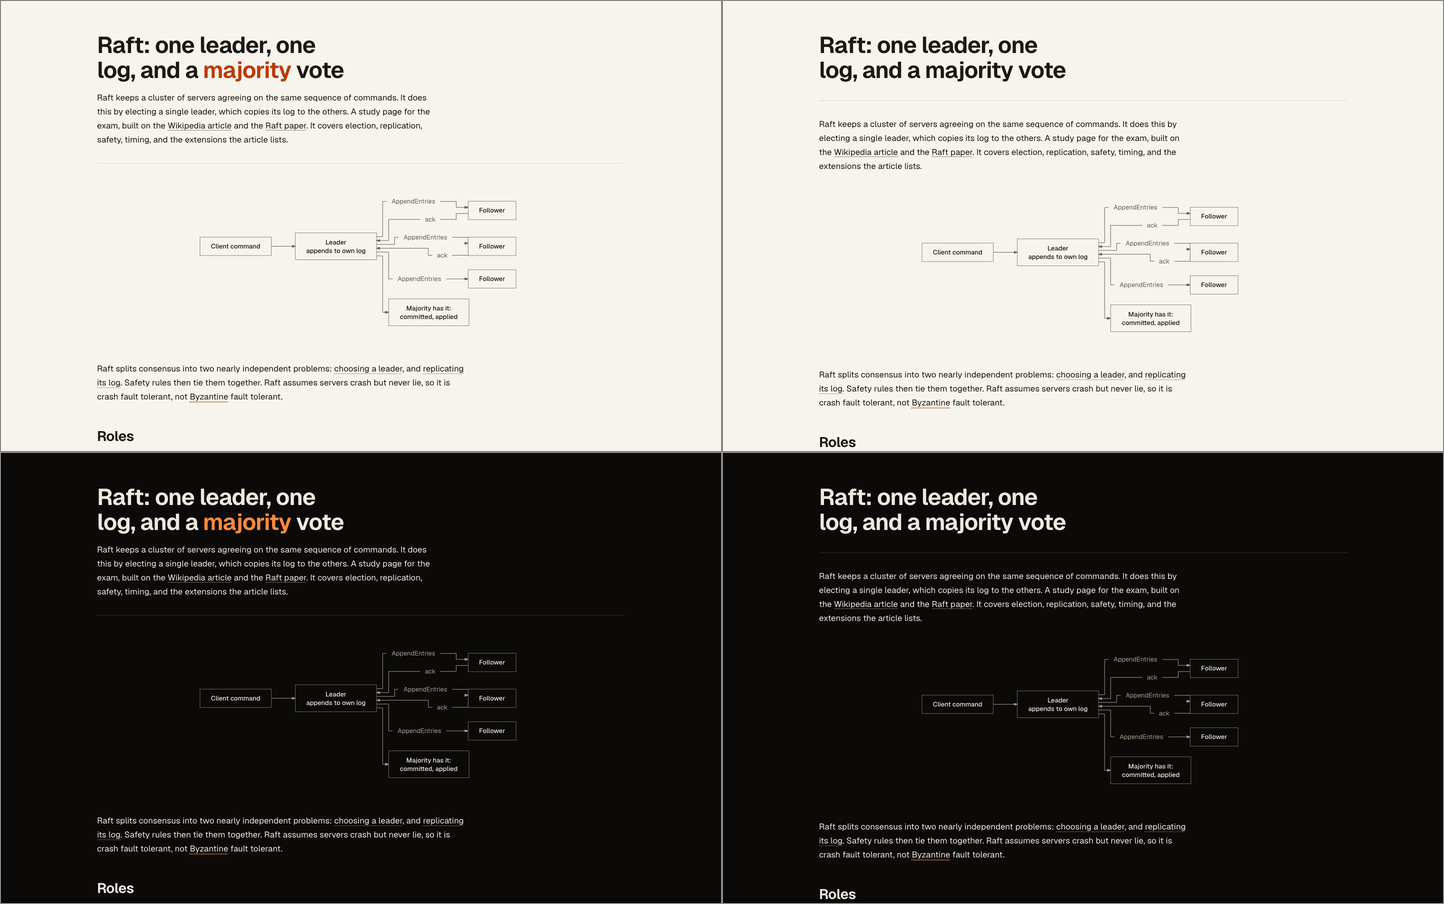 Raft: one leader, one
log, and a majority vote
Raft keeps a cluster of servers agreeing on the same sequence of commands. It does
this by electing a single leader, which copies its log to the others. A study page for the
exam, built on the Wikipedia article and the Raft paper. It covers election, replication,
safety, timing, and the extensions the article lists.
AppendEntries
Follower
ack
Client command
Leader
appends to own log
AppendEntries
Follower
ack
AppendEntries
Follower
Majority has it:
committed, applied
Raft splits consensus into two nearly independent problems: choosing a leader, and replicating
its log. Safety rules then tie them together. Raft assumes servers crash but never lie, so it is
crash fault tolerant, not Byzantine fault tolerant.
Roles
Raft: one leader, one
log, and a majority vote
Raft keeps a cluster of servers agreeing on the same sequence of commands. It does this by
electing a single leader, which copies its log to the others. A study page for the exam, built on
the Wikipedia article and the Raft paper. It covers election, replication, safety, timing, and the
extensions the article lists.
AppendEntries
Follower
ack
Client command
Leader
appends to own log
AppendEntries
Follower
ack
AppendEntries
Follower
Majority has it:
committed, applied
Raft splits consensus into two nearly independent problems: choosing a leader, and replicating
its log. Safety rules then tie them together. Raft assumes servers crash but never lie, so it is
crash fault tolerant, not Byzantine fault tolerant.
Roles
Raft: one leader, one
log, and a majority vote
Raft keeps a cluster of servers agreeing on the same sequence of commands. It does
this by electing a single leader, which copies its log to the others. A study page for the
exam, built on the Wikipedia article and the Raft paper. It covers election, replication,
safety, timing, and the extensions the article lists.
AppendEntries
Follower
ack
Client command
Leader
appends to own log
AppendEntries
Follower
ack
AppendEntries
Follower
Majority has it:
committed, applied
Raft splits consensus into two nearly independent problems: choosing a leader, and replicating
its log. Safety rules then tie them together. Raft assumes servers crash but never lie, so it is
crash fault tolerant, not Byzantine fault tolerant.
Roles
Raft: one leader, one
log, and a majority vote
Raft keeps a cluster of servers agreeing on the same sequence of commands. It does this by
electing a single leader, which copies its log to the others. A study page for the exam, built on
the Wikipedia article and the Raft paper. It covers election, replication, safety, timing, and the
extensions the article lists.
AppendEntries
Follower
ack
Client command
Leader
appends to own log
AppendEntries
Follower
ack
AppendEntries
Follower
Majority has it:
committed, applied
Raft splits consensus into two nearly independent problems: choosing a leader, and replicating
its log. Safety rules then tie them together. Raft assumes servers crash but never lie, so it is
crash fault tolerant, not Byzantine fault tolerant.
Roles